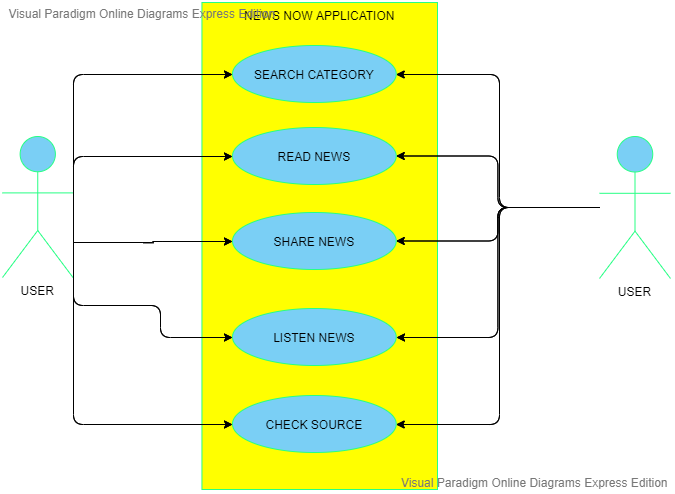 Visual Paradigm Online Diagrams Express Edition
NEWS NOW APPLICATION
SEARCH CATEGORY
READ NEWS
SHARE NEWS
USER
USER
LISTEN NEWS
CHECK SOURCE
Visual Paradigm Online Diagrams Express Edition